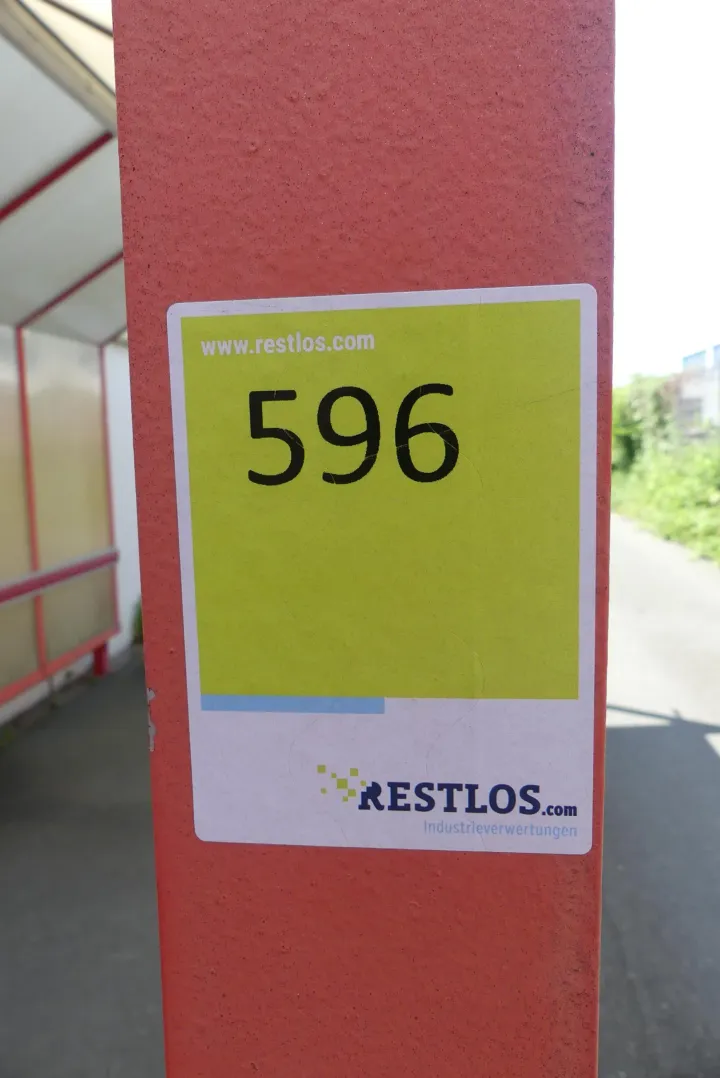 www.restlos.com
596
RESTLOS.com
Industrieverwertungen